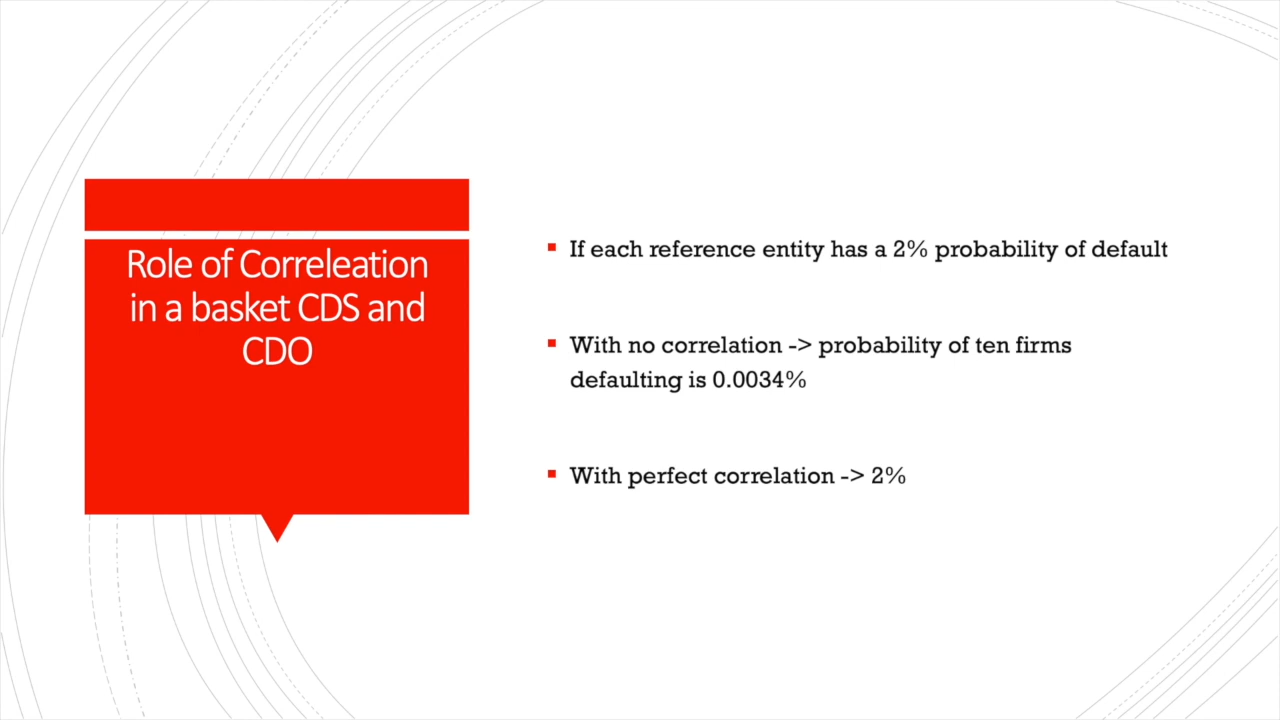 Role of Correleation
in a basket CDS and
CDO
▪ If each reference entity has a 2% probability of default
▪ With no correlation -> probability of ten firms
defaulting is 0.0034%
▪ With perfect correlation -> 2%